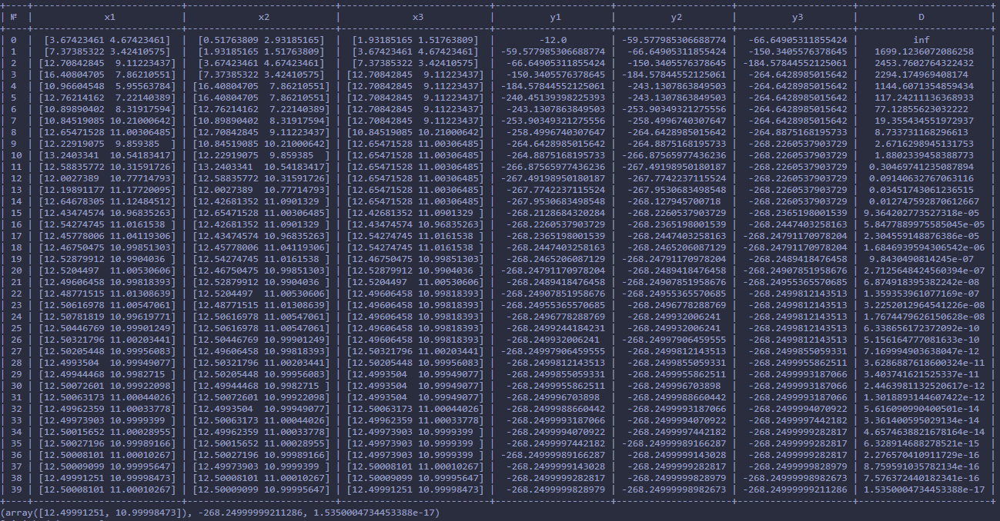 +----+---------------------------+---------------------------+---------------------------+---------------------+---------------------+---------------------+------------------------+
| № | x1 | x2 | x3 | y1 | y2 | y3 | D |
+----+---------------------------+---------------------------+---------------------------+---------------------+---------------------+---------------------+------------------------+
| 0 | [3.67423461 4.67423461] | [0.51763809 2.93185165] | [1.93185165 1.51763809] | -12.0 | -59.577985306688774 | -66.64905311855424 | inf |
| 1 | [7.37385322 3.42410575] | [1.93185165 1.51763809] | [3.67423461 4.67423461] | -59.577985306688774 | -66.64905311855424 | -150.3405576378645 | 1699.1236072086258 |
| 2 | [12.70842845 9.11223437] | [3.67423461 4.67423461] | [7.37385322 3.42410575] | -66.64905311855424 | -150.3405576378645 | -184.57844552125061 | 2453.7602764322432 |
| 3 | [16.40804705 7.86210551] | [7.37385322 3.42410575] | [12.70842845 9.11223437] | -150.3405576378645 | -184.57844552125061 | -264.6428985015642 | 2294.174969408174 |
| 4 | [10.96604548 5.95563784] | [16.40804705 7.86210551] | [12.70842845 9.11223437] | -184.57844552125061 | -243.1307863849503 | -264.6428985015642 | 1144.6071354859434 |
| 5 | [12.76214162 7.22140389] | [16.40804705 7.86210551] | [12.70842845 9.11223437] | -240.45139398225393 | -243.1307863849503 | -264.6428985015642 | 117.24211136368933 |
| 6 | [10.89890402 8.31917594] | [12.76214162 7.22140389] | [12.70842845 9.11223437] | -243.1307863849503 | -253.90349321275556 | -264.6428985015642 | 77.12855623032222 |
| 7 | [10.84519085 10.21000642] | [10.89890402 8.31917594] | [12.70842845 9.11223437] | -253.90349321275556 | -258.4996740307647 | -264.6428985015642 | 19.355434551972937 |
| 8 | [12.65471528 11.00306485] | [12.70842845 9.11223437] | [10.84519085 10.21000642] | -258.4996740307647 | -264.6428985015642 | -264.8875168195733 | 8.733731168296613 |
| 9 | [12.22919075 9.859385 ] | [10.84519085 10.21000642] | [12.65471528 11.00306485] | -264.6428985015642 | -264.8875168195733 | -268.2260537903729 | 2.6716298945131753 |
| 10 | [13.2403341 10.54183417] | [12.22919075 9.859385 ] | [12.65471528 11.00306485] | -264.8875168195733 | -266.87565977436236 | -268.2260537903729 | 1.8802339458388773 |
| 11 | [12.58835772 10.31591726] | [13.2403341 10.54183417] | [12.65471528 11.00306485] | -266.87565977436236 | -267.49198950180187 | -268.2260537903729 | 0.30469741235087894 |
| 12 | [12.0027389 10.77714793] | [12.58835772 10.31591726] | [12.65471528 11.00306485] | -267.49198950180187 | -267.7742237115524 | -268.2260537903729 | 0.09140632767063116 |
| 13 | [12.19891177 11.17720095] | [12.0027389 10.77714793] | [12.65471528 11.00306485] | -267.7742237115524 | -267.9530683498548 | -268.2260537903729 | 0.03451743061236515 |
| 14 | [12.64678305 11.12484512] | [12.42681352 11.0901329 ] | [12.65471528 11.00306485] | -267.9530683498548 | -268.127945700718 | -268.2260537903729 | 0.012747592870612667 |
| 15 | [12.43474574 10.96835263] | [12.65471528 11.00306485] | [12.42681352 11.0901329 ] | -268.2128684320284 | -268.2260537903729 | -268.2365198001539 | 9.364202773527318e-05 |
| 16 | [12.54274745 11.0161538 ] | [12.42681352 11.0901329 ] | [12.43474574 10.96835263] | -268.2260537903729 | -268.2365198001539 | -268.2447403258163 | 5.8477889975585045e-05 |
| 17 | [12.45778006 11.04119306] | [12.43474574 10.96835263] | [12.54274745 11.0161538 ] | -268.2365198001539 | -268.2447403258163 | -268.24791170978204 | 2.304559148876386e-05 |
| 18 | [12.46750475 10.99851303] | [12.45778006 11.04119306] | [12.54274745 11.0161538 ] | -268.2447403258163 | -268.2465206087129 | -268.24791170978204 | 1.6846939594306542e-06 |
| 19 | [12.52879912 10.9904036 ] | [12.54274745 11.0161538 ] | [12.46750475 10.99851303] | -268.2465206087129 | -268.24791170978204 | -268.2489418476458 | 9.8430490814245e-07 |
| 20 | [12.5204497 11.00530606] | [12.46750475 10.99851303] | [12.52879912 10.9904036 ] | -268.24791170978204 | -268.2489418476458 | -268.24907851958676 | 2.7125648424560394e-07 |
| 21 | [12.49606458 10.99818393] | [12.52879912 10.9904036 ] | [12.5204497 11.00530606] | -268.2489418476458 | -268.24907851958676 | -268.24955365570685 | 6.874918395382242e-08 |
| 22 | [12.48771515 11.01308639] | [12.5204497 11.00530606] | [12.49606458 10.99818393] | -268.24907851958676 | -268.24955365570685 | -268.2499812143513 | 1.359353961077169e-07 |
| 23 | [12.50616978 11.00547061] | [12.48771515 11.01308639] | [12.49606458 10.99818393] | -268.24955365570685 | -268.2496778288769 | -268.2499812143513 | 3.2252012964541226e-08 |
| 24 | [12.50781819 10.99619771] | [12.50616978 11.00547061] | [12.49606458 10.99818393] | -268.2496778288769 | -268.249932006241 | -268.2499812143513 | 1.7674479626150628e-08 |
| 25 | [12.50446769 10.99901249] | [12.50616978 11.00547061] | [12.49606458 10.99818393] | -268.2499244184231 | -268.249932006241 | -268.2499812143513 | 6.338656172372092e-10 |
| 26 | [12.50321796 11.00203441] | [12.50446769 10.99901249] | [12.49606458 10.99818393] | -268.249932006241 | -268.24997906459555 | -268.2499812143513 | 5.156164777081633e-10 |
| 27 | [12.50205448 10.99956083] | [12.49606458 10.99818393] | [12.50321796 11.00203441] | -268.24997906459555 | -268.2499812143513 | -268.2499855059331 | 7.169994903638047e-12 |
| 28 | [12.4993504 10.99949077] | [12.50321796 11.00203441] | [12.50205448 10.99956083] | -268.2499812143513 | -268.2499855059331 | -268.2499955862511 | 3.6286887618600324e-11 |
| 29 | [12.49944468 10.9982715 ] | [12.50205448 10.99956083] | [12.4993504 10.99949077] | -268.2499855059331 | -268.2499955862511 | -268.2499993187066 | 3.403741621525337e-11 |
| 30 | [12.50072601 10.99922098] | [12.49944468 10.9982715 ] | [12.4993504 10.99949077] | -268.2499955862511 | -268.2499996703898 | -268.2499993187066 | 2.4463981132520617e-12 |
| 31 | [12.50063173 11.00044026] | [12.50072601 10.99922098] | [12.4993504 10.99949077] | -268.249996703898 | -268.2499988660442 | -268.2499993187066 | 1.3018893144607422e-12 |
| 32 | [12.49962359 11.00033778] | [12.4993504 10.99949077] | [12.50063173 11.00044026] | -268.2499988660442 | -268.2499993187066 | -268.2499994070922 | 5.616090990400501e-14 |
| 33 | [12.49973903 10.9999399 ] | [12.50063173 11.00044026] | [12.49962359 11.00033778] | -268.2499993187066 | -268.2499994070922 | -268.2499997442182 | 3.3614005959029134e-14 |
| 34 | [12.50015652 11.00028955] | [12.49962359 11.00033778] | [12.49973903 10.9999399 ] | -268.2499994070922 | -268.2499997442182 | -268.2499999282817 | 4.6574638821678164e-14 |
| 35 | [12.50027196 10.99989166] | [12.50015652 11.00028955] | [12.49973903 10.9999399 ] | -268.2499997442182 | -268.24999989166287 | -268.2499999282817 | 6.328914688278521e-15 |
| 36 | [12.50008101 11.00010267] | [12.50027196 10.99989166] | [12.49973903 10.9999399 ] | -268.24999989166287 | -268.2499999143028 | -268.2499999282817 | 2.276570410911729e-16 |
| 37 | [12.50009099 10.99995647] | [12.49973903 10.9999399 ] | [12.50008101 11.00010267] | -268.2499999143028 | -268.2499999282817 | -268.2499999828979 | 8.759591035782134e-16 |
| 38 | [12.49991251 10.99998473] | [12.50008101 11.00010267] | [12.50009099 10.99995647] | -268.2499999282817 | -268.2499999828979 | -268.24999998982673 | 7.576372440182341e-16 |
| 39 | [12.50008101 11.00010267] | [12.50009099 10.99995647] | [12.49991251 10.99998473] | -268.2499999828979 | -268.24999998982673 | -268.24999999211286 | 1.5350004734453388e-17 |
+----+---------------------------+---------------------------+---------------------------+---------------------+---------------------+---------------------+------------------------+
(array([12.49991251, 10.99998473]), -268.24999999211286, 1.5350004734453388e-17)